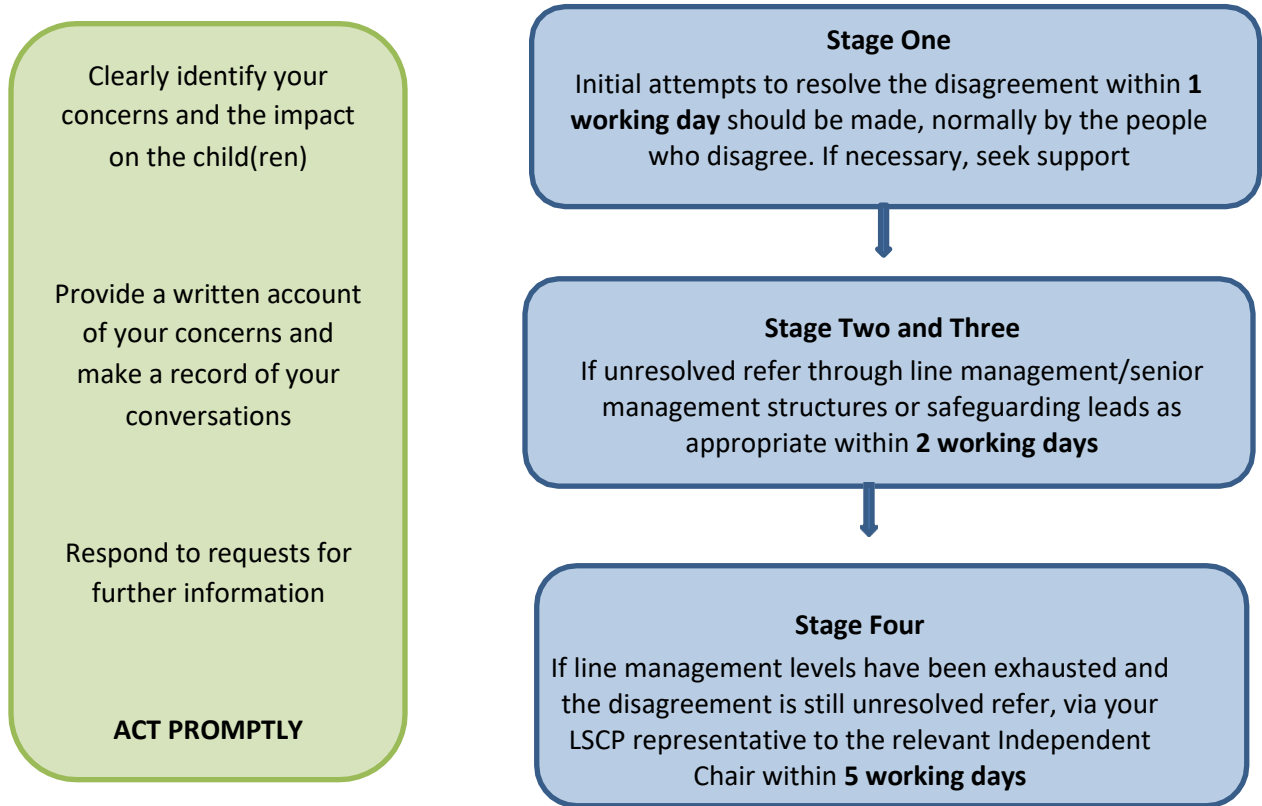 Clearly identify your
concerns and the impact
on the child(ren)
Provide a written account
of your concerns and
make a record of your
conversations
Respond to requests for
further information
ACT PROMPTLY
Stage One
Initial attempts to resolve the disagreement within 1
working day should be made, normally by the people
who disagree. If necessary, seek support
Stage Two and Three
If unresolved refer through line management/senior
management structures or safeguarding leads as
appropriate within 2 working days
Stage Four
If line management levels have been exhausted and
the disagreement is still unresolved refer, via your
LSCP representative to the relevant Independent
Chair within 5 working days